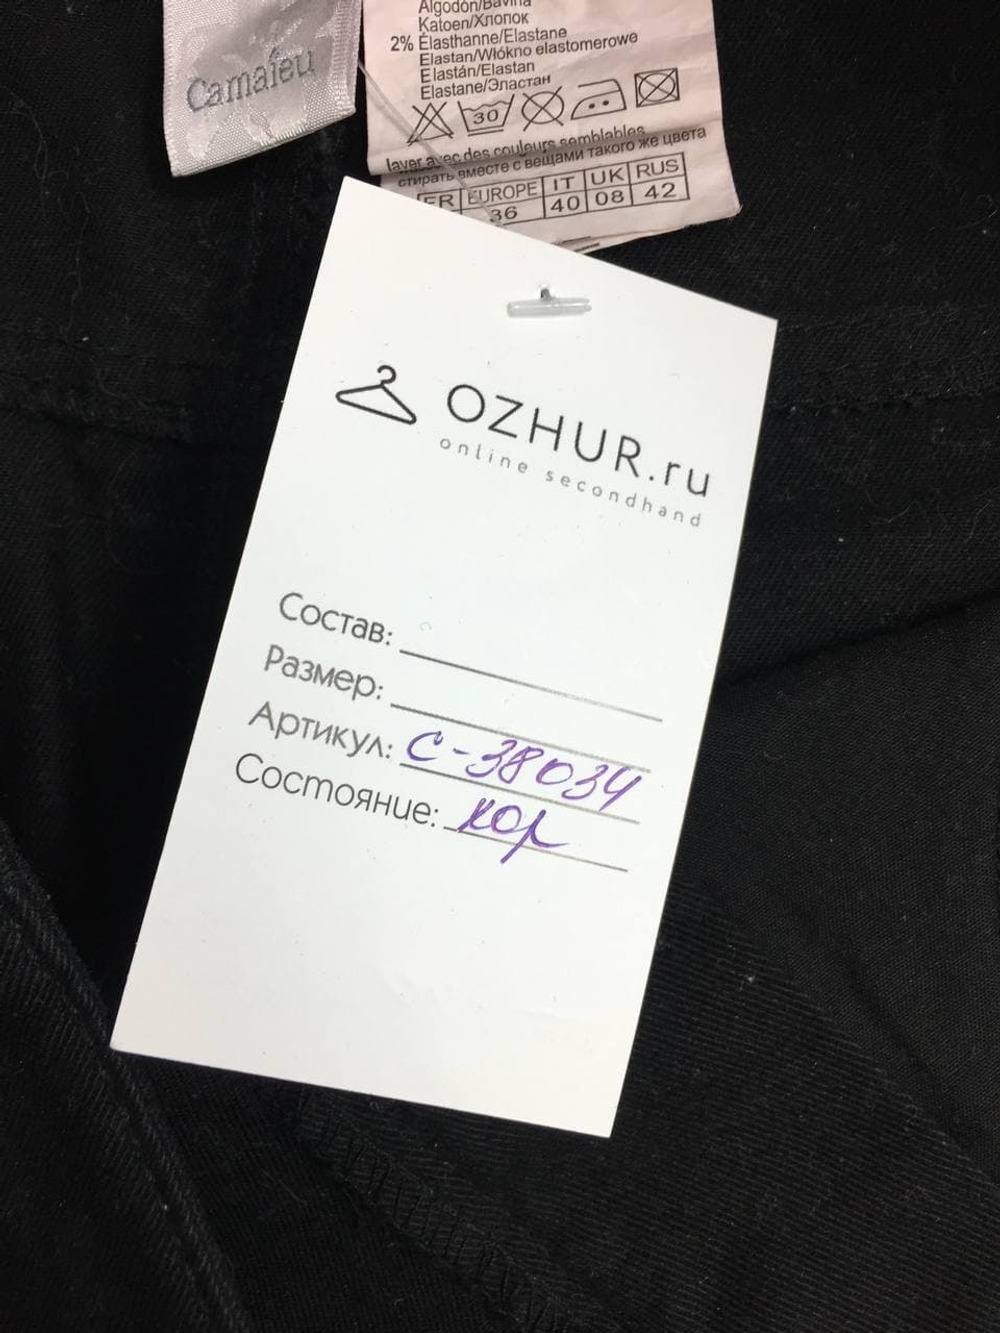 Camaïeu
Algodón/Bavlna
Katoen/Хлопок
2% Élasthanne/Elastane
Elastan/Włókno elastomerowe
Elastán/Elastan
Elastane/Эластан
30
laver avec des couleurs semblables
стирать вместе с вещами такого же цвета
FR EUROPE IT UK RUS
36 40 08 42
OZHUR.ru
online secondhand
Состав:
Размер:
Артикул: С-38034
Состояние: хор